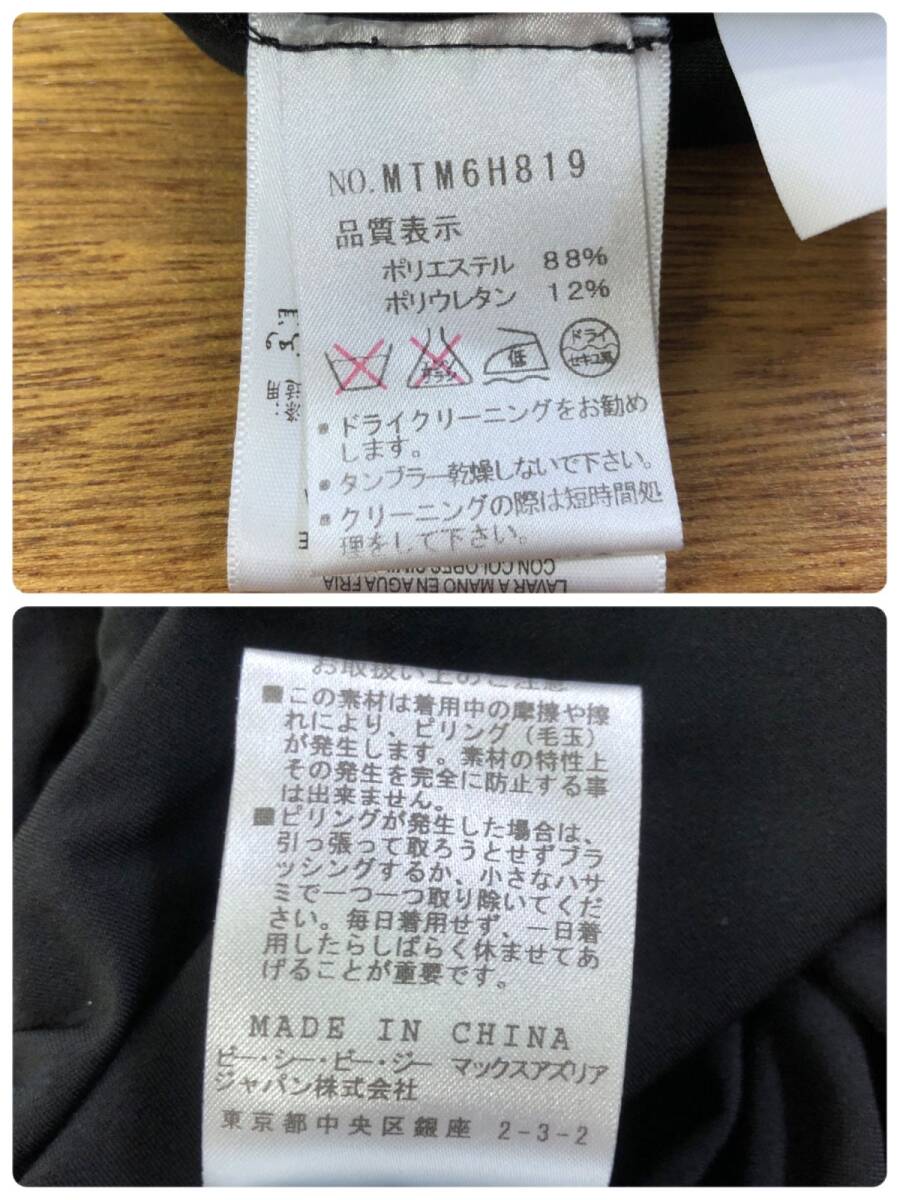 NO.MTM6H819
品質表示
ポリエステル 88%
ポリウレタン 12%
エンソ サラシ
低
ドライ
セキユ系
・ドライクリーニングをお勧め
します。
・タンブラー乾燥しないで下さい。
・クリーニングの際は短時間処
理をして下さい。
CON COLORES
LAVAR A MANO EN AGUA FRIA
お取扱い上のご注意
■この素材は着用中の摩擦や擦
れにより、ピリング(毛玉)
が発生します。素材の特性上
その発生を完全に防止する事
は出来ません。
■ピリングが発生した場合は、
引っ張って取ろうとせずブラ
ッシングするか、小さなハサ
ミで一つ一つ取り除いてくだ
さい。毎日着用せず、一日着
用したらしばらく休ませてあ
げることが重要です。
MADE IN CHINA
ビー・シー・ビー・ジー マックスアズリア
ジャパン株式会社
東京都中央区銀座 2-3-2